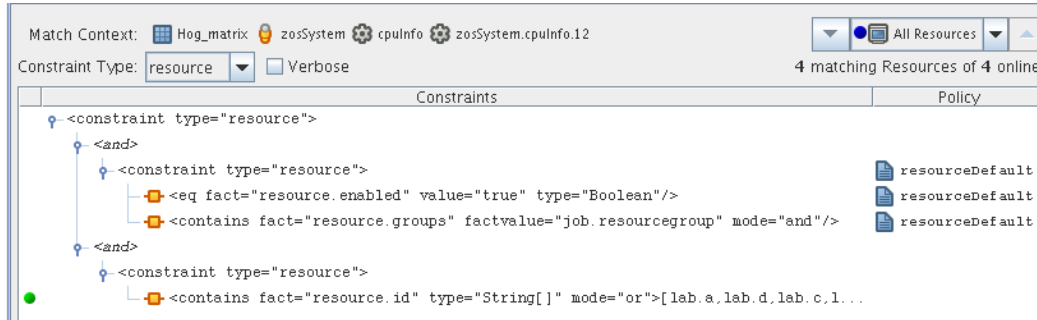 Match Context: Hog_matrix zosSystem cpuInfo zosSystem.cpuInfo.12 All Resources
Constraint Type: resource Verbose 4 matching Resources of 4 online
Constraints Policy
<constraint type="resource">
<and>
<constraint type="resource"> resourceDefault
<eq fact="resource.enabled" value="true" type="Boolean"/> resourceDefault
<contains fact="resource.groups" factvalue="job.resourcegroup" mode="and"/> resourceDefault
<and>
<constraint type="resource">
<contains fact="resource.id" type="String[]" mode="or">[lab.a,lab.d,lab.c,l...